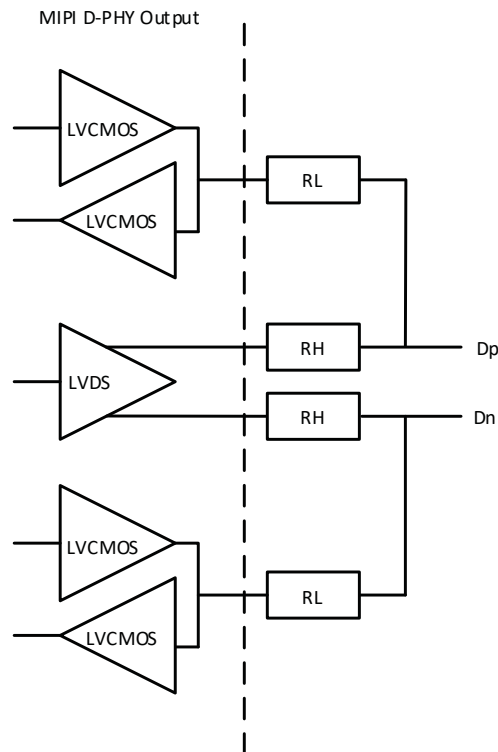 MIPI D-PHY Output
LVCMOS
RL
LVCMOS
RH
Dp
LVDS
RH
Dn
LVCMOS
RL
LVCMOS